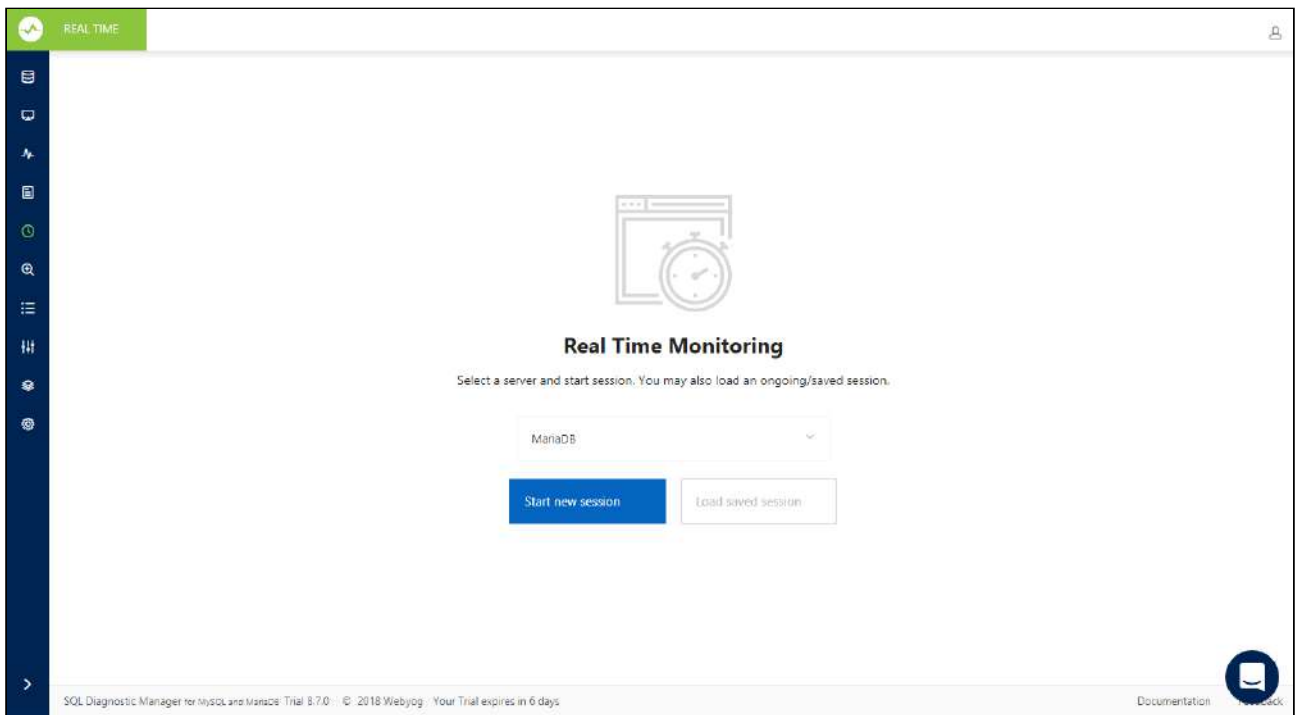 REAL TIME
Real Time Monitoring
Select a server and start session. You may also load an ongoing/saved session.
MariaDB
Start new session
Load saved session
SQL Diagnostic Manager for MySQL and MariaDB Trial 8.7.0 © 2018 Webyog Your Trial expires in 6 days
Documentation